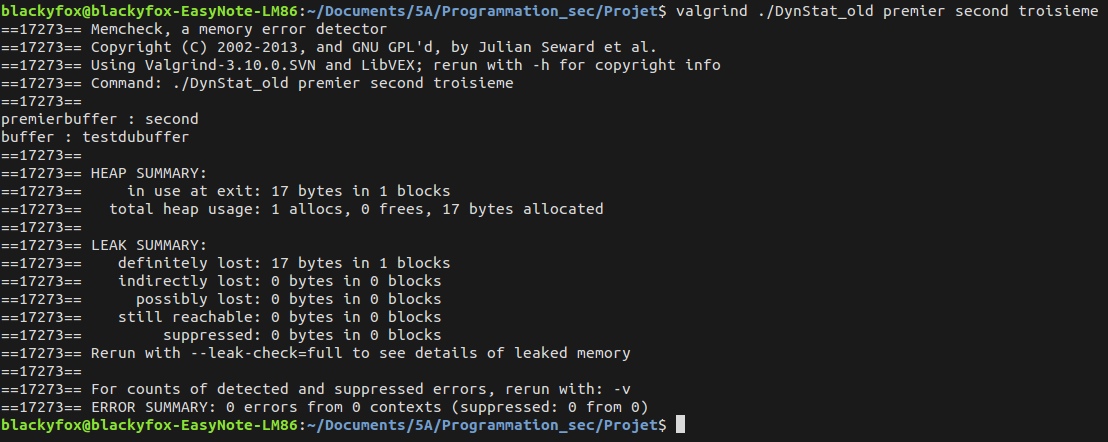 blackyfox@blackyfox-EasyNote-LM86:~/Documents/5A/Programmation_sec/Projet$ valgrind ./DynStat_old premier second troisieme
==17273== Memcheck, a memory error detector
==17273== Copyright (C) 2002-2013, and GNU GPL'd, by Julian Seward et al.
==17273== Using Valgrind-3.10.0.SVN and LibVEX; rerun with -h for copyright info
==17273== Command: ./DynStat_old premier second troisieme
==17273==
premierbuffer : second
buffer : testdubuffer
==17273==
==17273== HEAP SUMMARY:
==17273==     in use at exit: 17 bytes in 1 blocks
==17273==   total heap usage: 1 allocs, 0 frees, 17 bytes allocated
==17273==
==17273== LEAK SUMMARY:
==17273==    definitely lost: 17 bytes in 1 blocks
==17273==    indirectly lost: 0 bytes in 0 blocks
==17273==      possibly lost: 0 bytes in 0 blocks
==17273==    still reachable: 0 bytes in 0 blocks
==17273==         suppressed: 0 bytes in 0 blocks
==17273== Rerun with --leak-check=full to see details of leaked memory
==17273==
==17273== For counts of detected and suppressed errors, rerun with: -v
==17273== ERROR SUMMARY: 0 errors from 0 contexts (suppressed: 0 from 0)
blackyfox@blackyfox-EasyNote-LM86:~/Documents/5A/Programmation_sec/Projet$